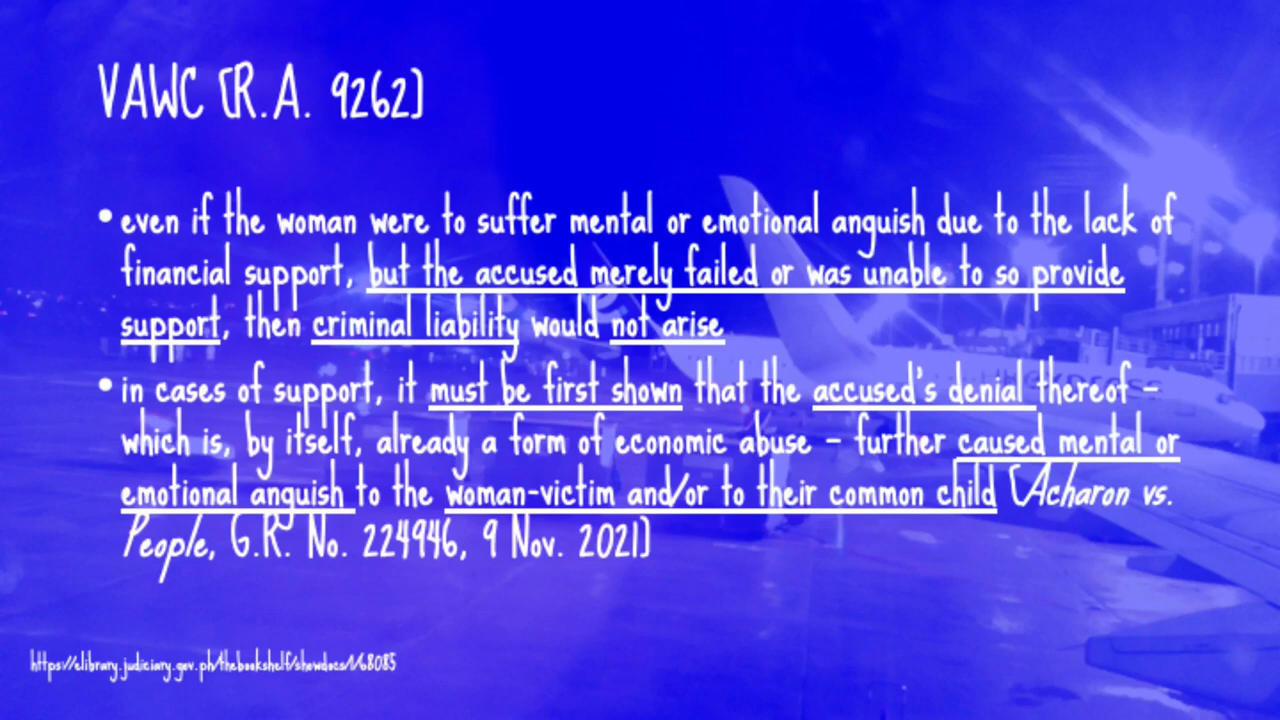 VAWC [R.A. 9262]
• even if the woman were to suffer mental or emotional anguish due to the lack of
financial support, but the accused merely failed or was unable to so provide
support, then criminal liability would not arise
• in cases of support, it must be first shown that the accused's denial thereof –
which is, by itself, already a form of economic abuse – further caused mental or
emotional anguish to the woman-victim and/or to their common child [Acharon vs.
People, G.R. No. 224946, 9 Nov. 2021]
https://elibrary.judiciary.gov.ph/thebookshelf/showdocs/1/68085